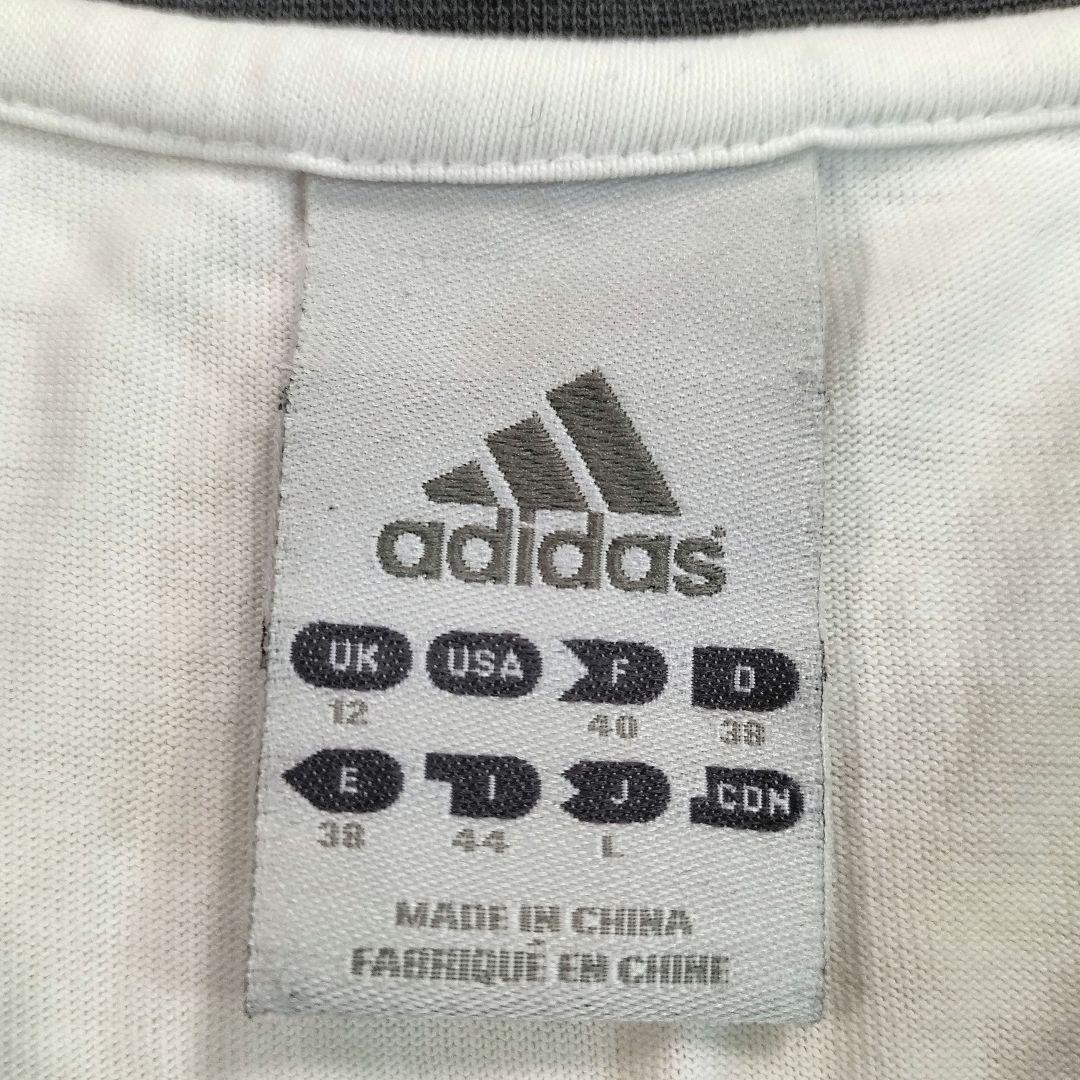 adidas
UK USA F D
12 40 38
E I J CDN
38 44 L
MADE IN CHINA
FABRIQUÉ EN CHINE